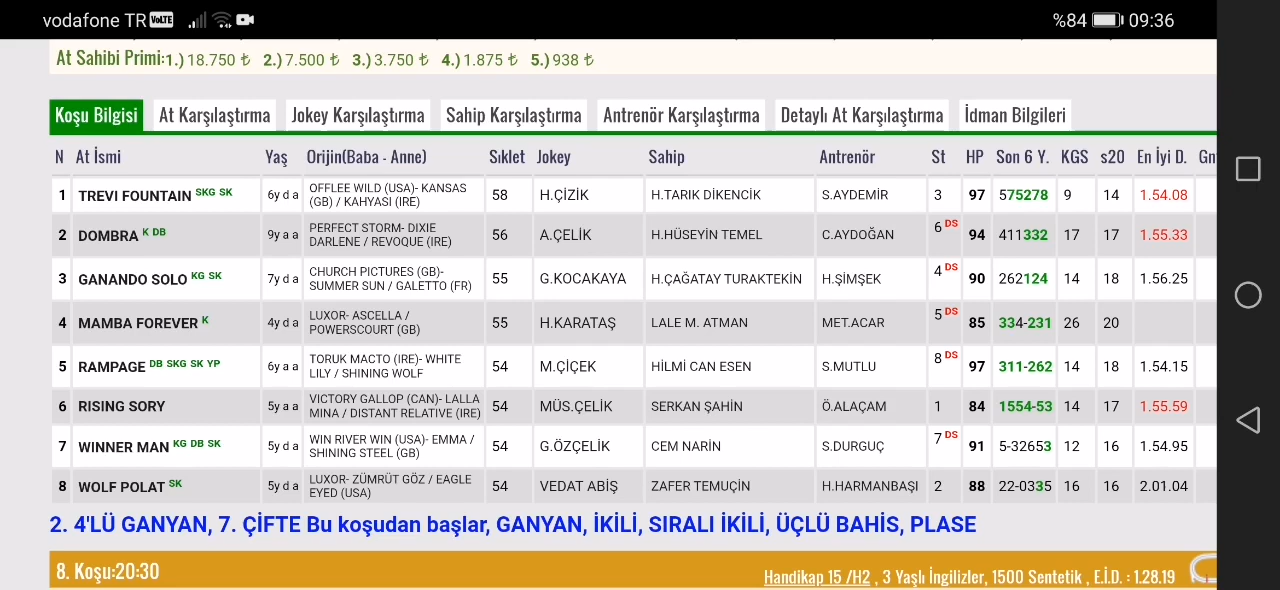 vodafone TR VoLTE %84 09:36
At Sahibi Primi:1.) 18.750 ₺ 2.) 7.500 ₺ 3.) 3.750 ₺ 4.) 1.875 ₺ 5.) 938 ₺
Koşu Bilgisi At Karşılaştırma Jokey Karşılaştırma Sahip Karşılaştırma Antrenör Karşılaştırma Detaylı At Karşılaştırma İdman Bilgileri
N At İsmi Yaş Orijin(Baba - Anne) Sıklet Jokey Sahip Antrenör St HP Son 6 Y. KGS s20 En İyi D. Gn
1 TREVI FOUNTAIN SKG SK 6y d a OFFLEE WILD (USA)- KANSAS (GB) / KAHYASI (IRE) 58 H.ÇİZİK H.TARIK DİKENCİK S.AYDEMİR 3 97 575278 9 14 1.54.08
2 DOMBRA K DB 9y a a PERFECT STORM- DIXIE DARLENE / REVOQUE (IRE) 56 A.ÇELİK H.HÜSEYİN TEMEL C.AYDOĞAN 6 DS 94 411332 17 17 1.55.33
3 GANANDO SOLO KG SK 7y d a CHURCH PICTURES (GB)- SUMMER SUN / GALETTO (FR) 55 G.KOCAKAYA H.ÇAĞATAY TURAKTEKİN H.ŞİMŞEK 4 DS 90 262124 14 18 1.56.25
4 MAMBA FOREVER K 4y d a LUXOR- ASCELLA / POWERSCOURT (GB) 55 H.KARATAŞ LALE M. ATMAN MET.ACAR 5 DS 85 334-231 26 20
5 RAMPAGE DB SKG SK YP 6y a a TORUK MACTO (IRE)- WHITE LILY / SHINING WOLF 54 M.ÇİÇEK HİLMİ CAN ESEN S.MUTLU 8 DS 97 311-262 14 18 1.54.15
6 RISING SORY 5y a a VICTORY GALLOP (CAN)- LALLA MINA / DISTANT RELATIVE (IRE) 54 MÜS.ÇELİK SERKAN ŞAHİN Ö.ALAÇAM 1 84 1554-53 14 17 1.55.59
7 WINNER MAN KG DB SK 5y d a WIN RIVER WIN (USA)- EMMA / SHINING STEEL (GB) 54 G.ÖZÇELİK CEM NARİN S.DURGUÇ 7 DS 91 5-32653 12 16 1.54.95
8 WOLF POLAT SK 5y d a LUXOR- ZÜMRÜT GÖZ / EAGLE EYED (USA) 54 VEDAT ABİŞ ZAFER TEMUÇİN H.HARMANBAŞI 2 88 22-0335 16 16 2.01.04
2. 4'LÜ GANYAN, 7. ÇİFTE Bu koşudan başlar, GANYAN, İKİLİ, SIRALI İKİLİ, ÜÇLÜ BAHİS, PLASE
8. Koşu:20:30 Handikap 15 /H2 , 3 Yaşlı İngilizler, 1500 Sentetik , E.İ.D. : 1.28.19